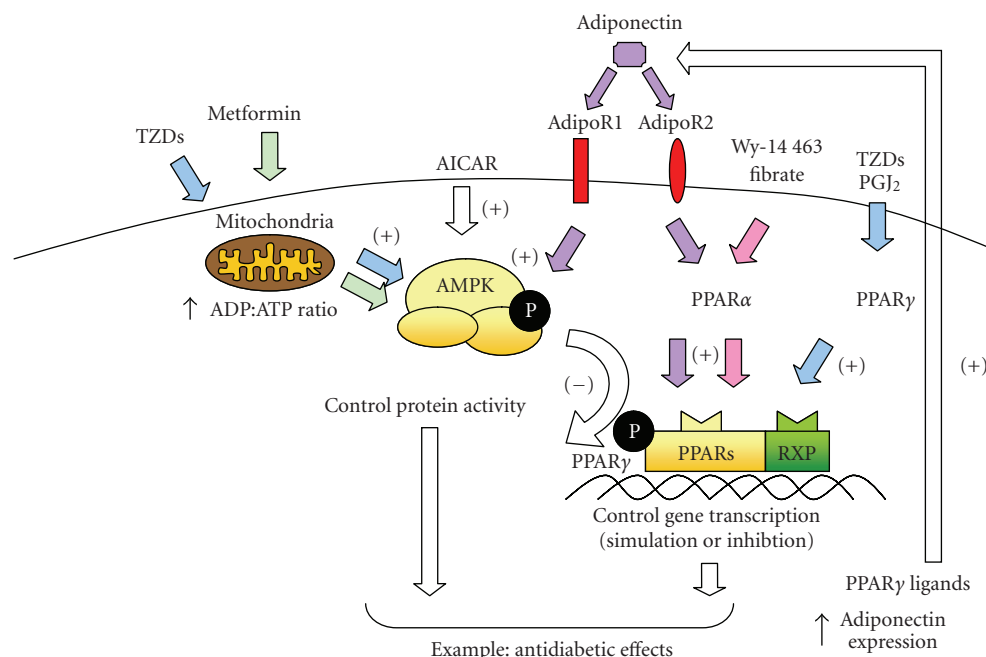 Adiponectin
Metformin
TZDs
AdipoR1
AdipoR2
AICAR
Wy-14 463
fibrate
TZDs
PGJ₂
(+)
Mitochondria
(+)
(+)
AMPK
P
↑ ADP:ATP ratio
PPARα
PPARγ
(+)
(+)
(+)
(−)
Control protein activity
P
PPARγ
PPARs
RXP
Control gene transcription
(simulation or inhibtion)
PPARγ ligands
↑ Adiponectin
expression
Example: antidiabetic effects